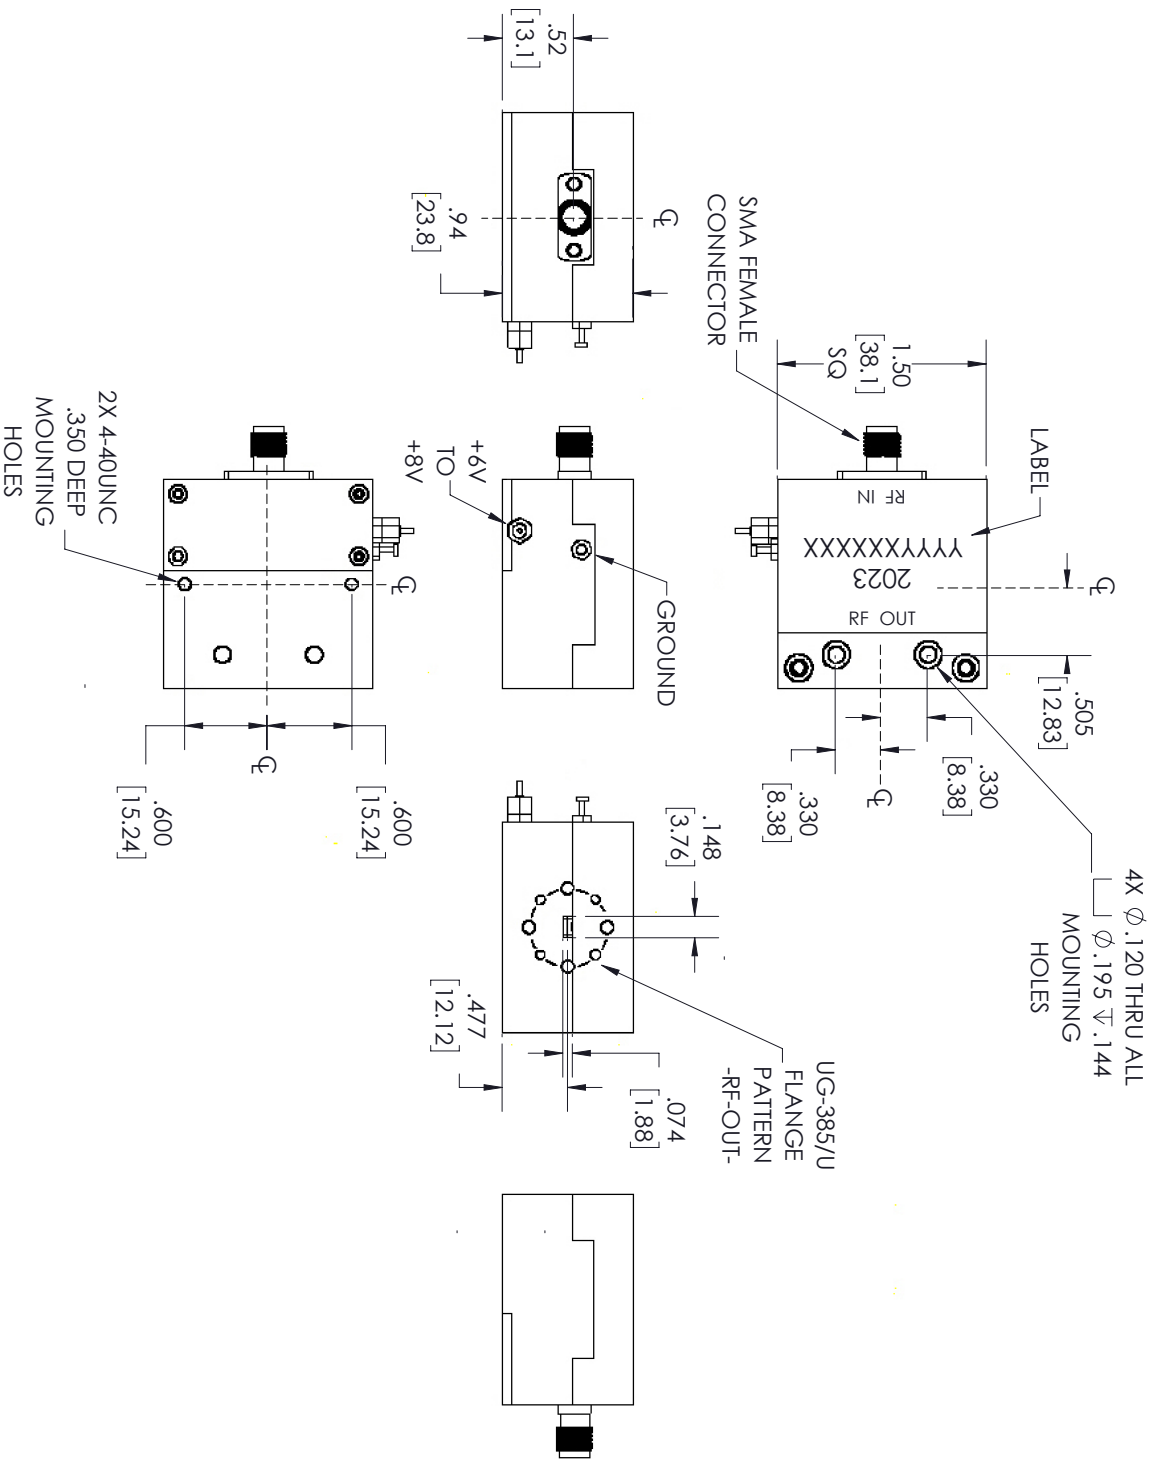 4X Ø.120 THRU ALL
⌴ Ø.195 ↧.144
MOUNTING
HOLES
℄
.505
[12.83]
LABEL
.330
[8.38]
1.50
[38.1]
SQ
RF IN
YYYYXXXXXXX
2023
RF OUT
℄
.330
[8.38]
SMA FEMALE
CONNECTOR
UG-385/U
FLANGE
PATTERN
-RF-OUT-
.148
[3.76]
℄
GROUND
.52
[13.1]
.074
[1.88]
.94
[23.8]
+6V
TO
+8V
.477
[12.12]
℄
.600
[15.24]
℄
.600
[15.24]
2X 4-40UNC
.350 DEEP
MOUNTING
HOLES